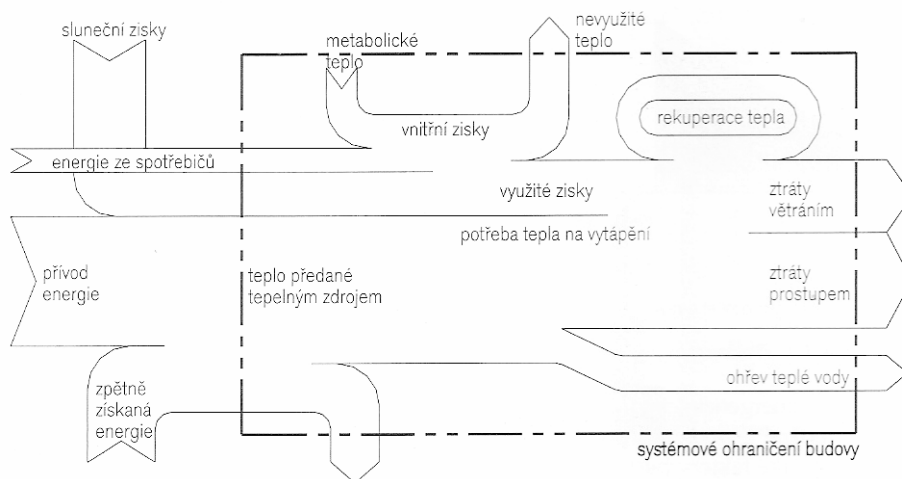 sluneční zisky
nevyužité
teplo
metabolické
teplo
vnitřní zisky
rekuperace tepla
energie ze spotřebičů
využité zisky
ztráty
větráním
potřeba tepla na vytápění
přívod
energie
teplo předané
tepelným zdrojem
ztráty
prostupem
zpětně
získaná
energie
ohřev teplé vody
systémové ohraničení budovy